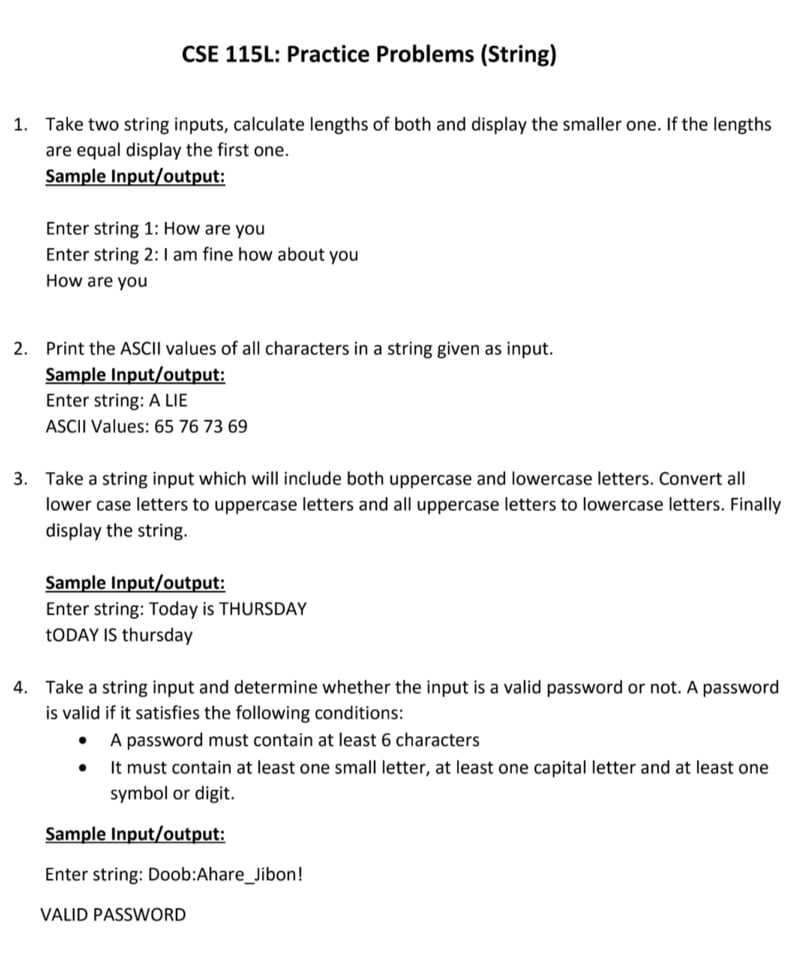 CSE 115L: Practice Problems (String)
1. Take two string inputs, calculate lengths of both and display the smaller one. If the lengths
are equal display the first one.
Sample Input/output:
Enter string 1: How are you
Enter string 2: I am fine how about you
How are you
2. Print the ASCII values of all characters in a string given as input.
Sample Input/output:
Enter string: A LIE
ASCII Values: 65 76 73 69
3. Take a string input which will include both uppercase and lowercase letters. Convert all
lower case letters to uppercase letters and all uppercase letters to lowercase letters. Finally
display the string.
Sample Input/output:
Enter string: Today is THURSDAY
tODAY IS thursday
4. Take a string input and determine whether the input is a valid password or not. A password
is valid if it satisfies the following conditions:
• A password must contain at least 6 characters
• It must contain at least one small letter, at least one capital letter and at least one
symbol or digit.
Sample Input/output:
Enter string: Doob:Ahare_Jibon!
VALID PASSWORD